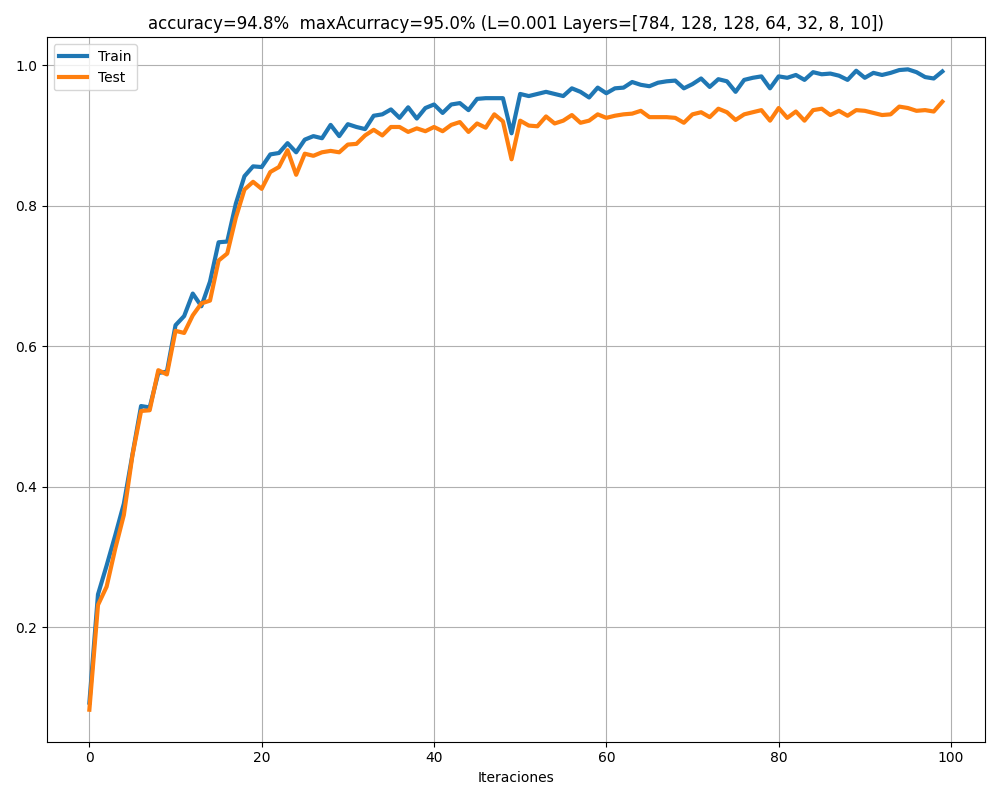 accuracy=94.8%  maxAcurracy=95.0% (L=0.001 Layers=[784, 128, 128, 64, 32, 8, 10])
Train
Test
1.0
0.8
0.6
0.4
0.2
0 20 40 60 80 100
Iteraciones